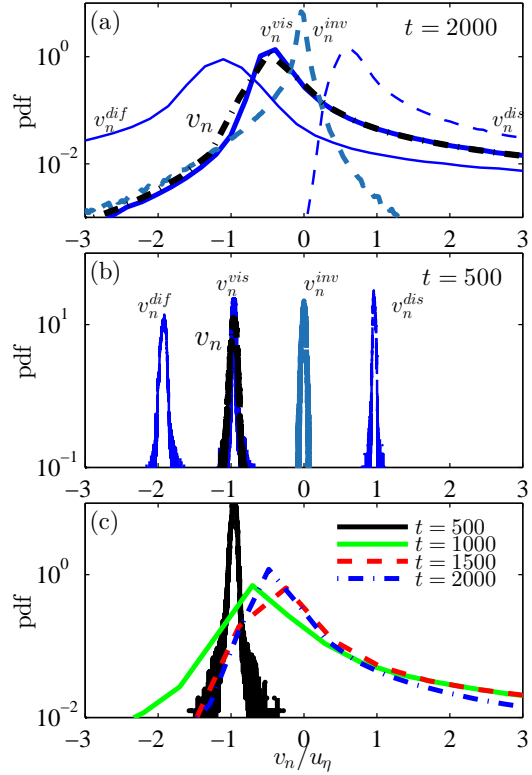 (a) v_n^{vis} v_n^{inv} t = 2000
10^0
pdf
v_n^{dif} v_n v_n^{dis}
10^{-2}
−3 −2 −1 0 1 2 3
(b) v_n^{vis} v_n^{inv} t = 500
v_n^{dif} v_n^{dis}
10^1 v_n
pdf
10^{-1}
−3 −2 −1 0 1 2 3
(c) t = 500
t = 1000
10^0 t = 1500
t = 2000
pdf
10^{-2}
−3 −2 −1 0 1 2 3
v_n/u_η